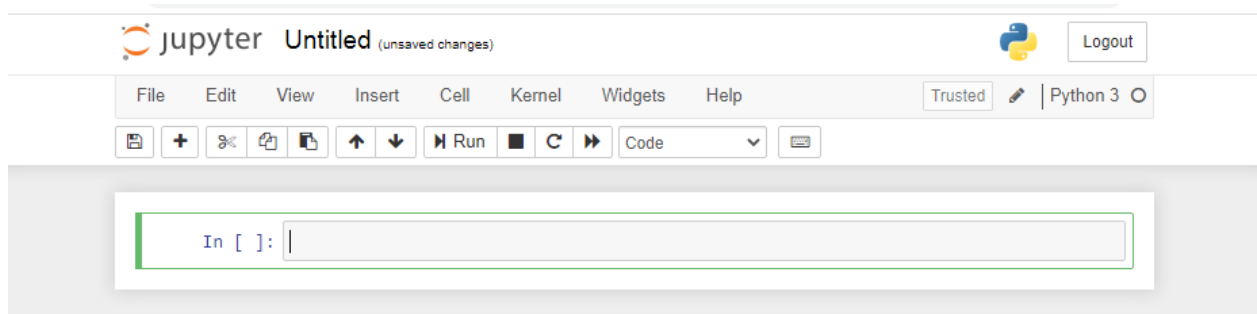 jupyter Untitled (unsaved changes) Logout
File Edit View Insert Cell Kernel Widgets Help Trusted Python 3
Run Code
In [ ]: